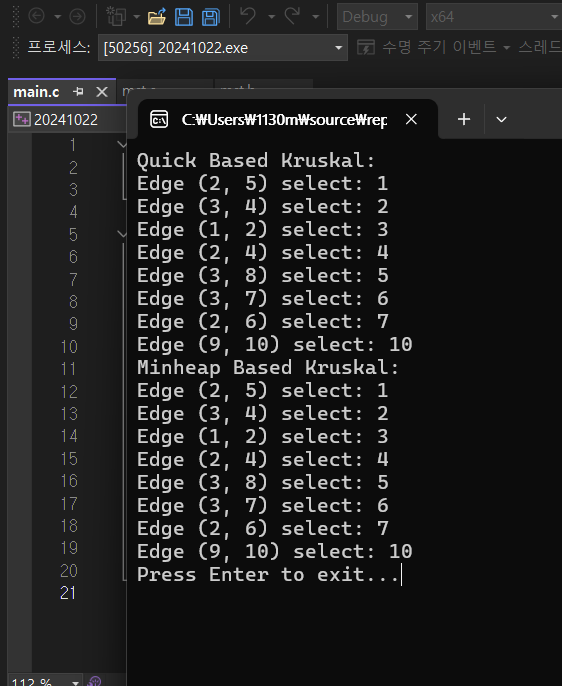 Debug
x64
프로세스:
[50256] 20241022.exe
수명 주기 이벤트
스레드
main.c
20241022
C:₩Users₩1130m₩source₩rep
1
2
3
4
5
6
7
8
9
10
11
12
13
14
15
16
17
18
19
20
21
Quick Based Kruskal:
Edge (2, 5) select: 1
Edge (3, 4) select: 2
Edge (1, 2) select: 3
Edge (2, 4) select: 4
Edge (3, 8) select: 5
Edge (3, 7) select: 6
Edge (2, 6) select: 7
Edge (9, 10) select: 10
Minheap Based Kruskal:
Edge (2, 5) select: 1
Edge (3, 4) select: 2
Edge (1, 2) select: 3
Edge (2, 4) select: 4
Edge (3, 8) select: 5
Edge (3, 7) select: 6
Edge (2, 6) select: 7
Edge (9, 10) select: 10
Press Enter to exit...
112 %